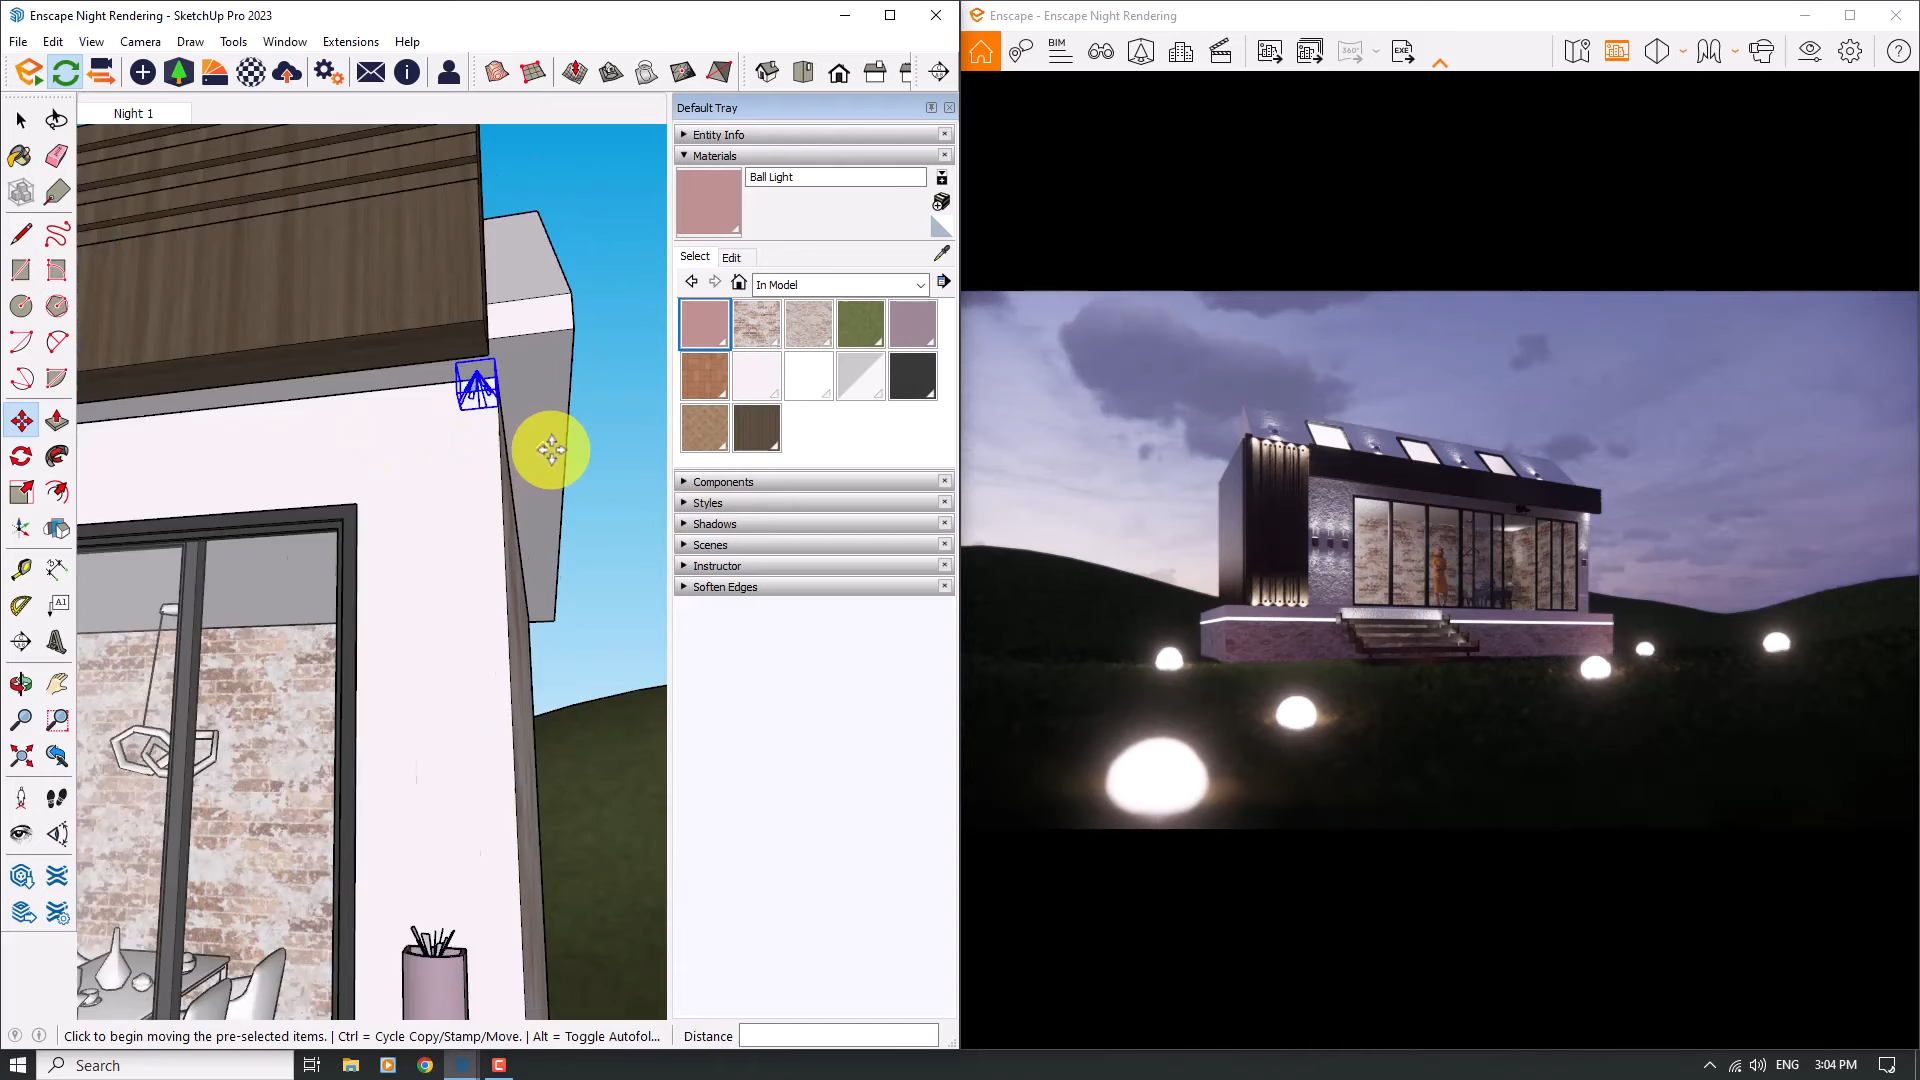 Enscape Night Rendering - SketchUp Pro 2023
Enscape - Enscape Night Rendering
File Edit View Camera Draw Tools Window Extensions Help
BIM
360°
EXE
Night 1
Default Tray
Entity Info
Materials
Ball Light
Select Edit
In Model
Components
Styles
Shadows
Scenes
Instructor
Soften Edges
A1
Click to begin moving the pre-selected items. | Ctrl = Cycle Copy/Stamp/Move. | Alt = Toggle Autofol...
Distance
Search
ENG
3:04 PM